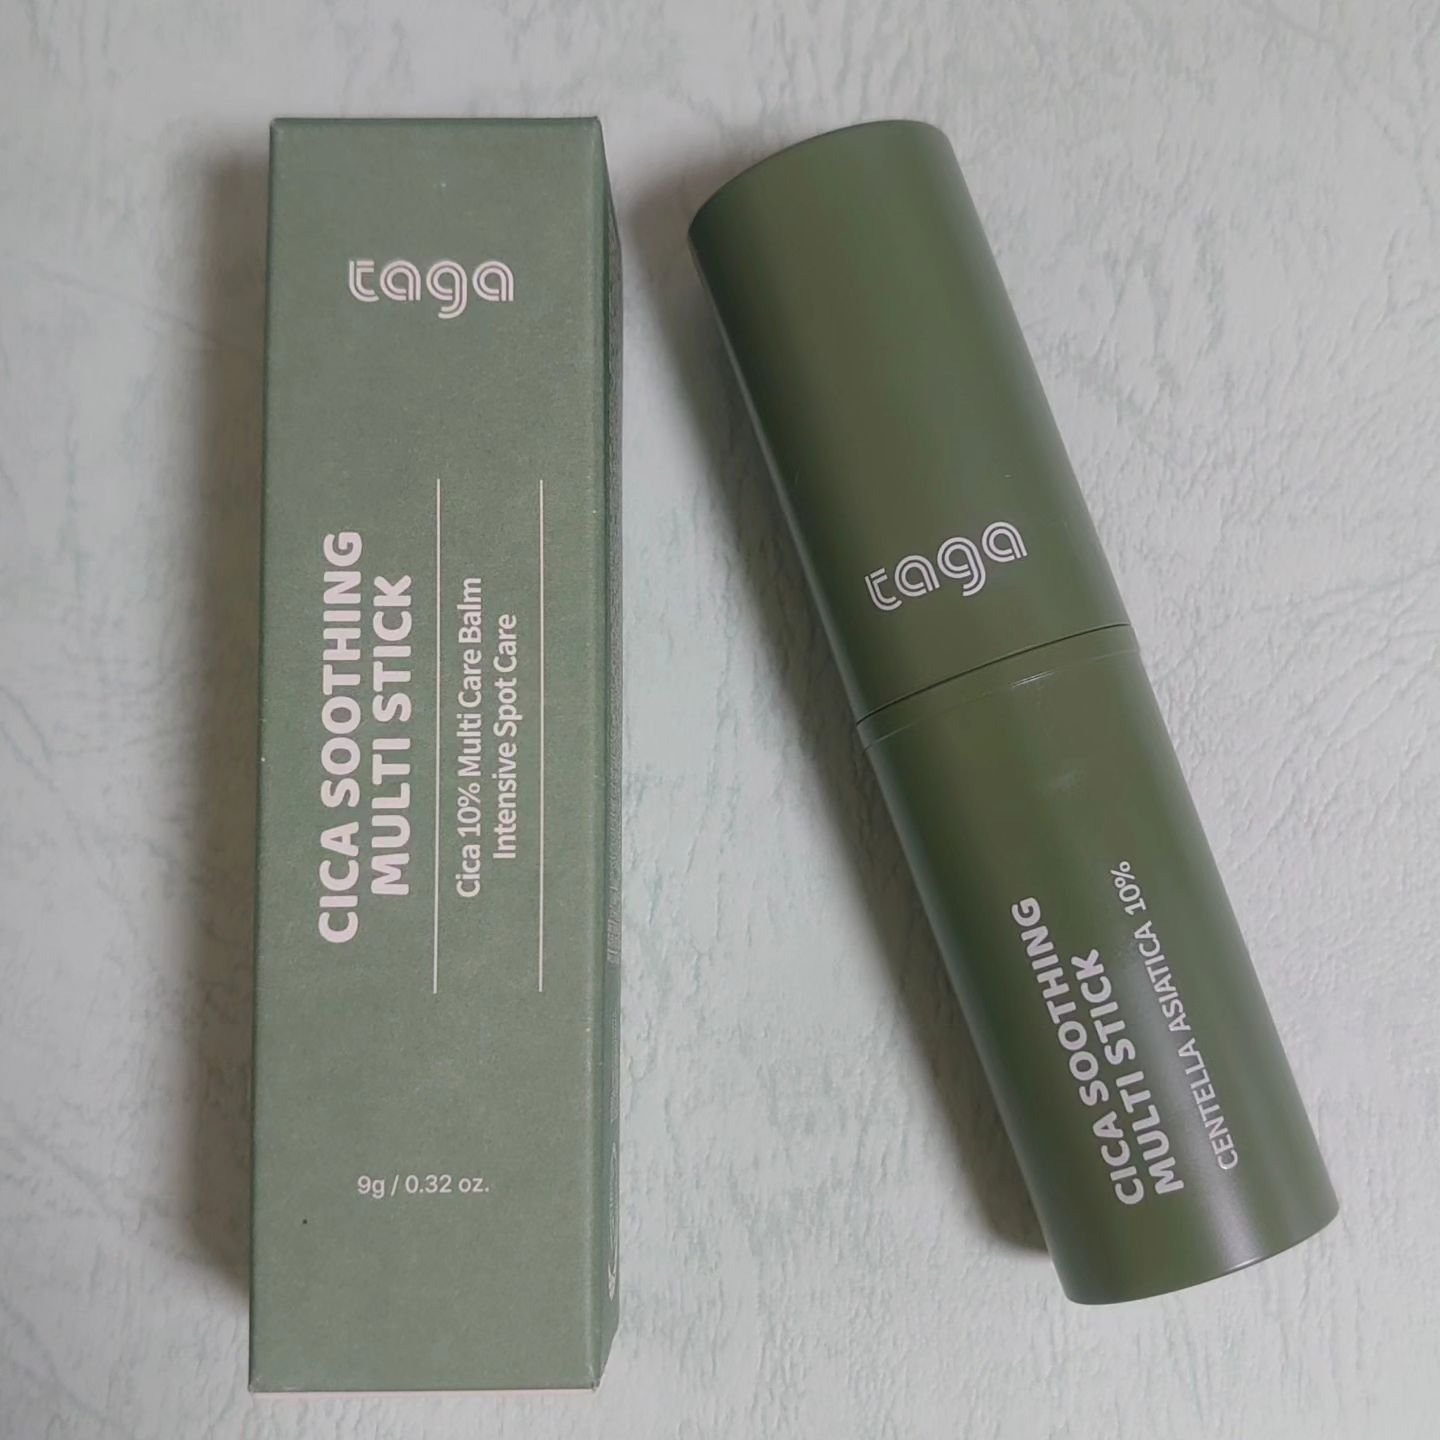 taga
CICA SOOTHING
MULTI STICK
Cica 10% Multi Care Balm
Intensive Spot Care
9g / 0.32 oz.
taga
CICA SOOTHING
MULTI STICK
CENTELLA ASIATICA 10%